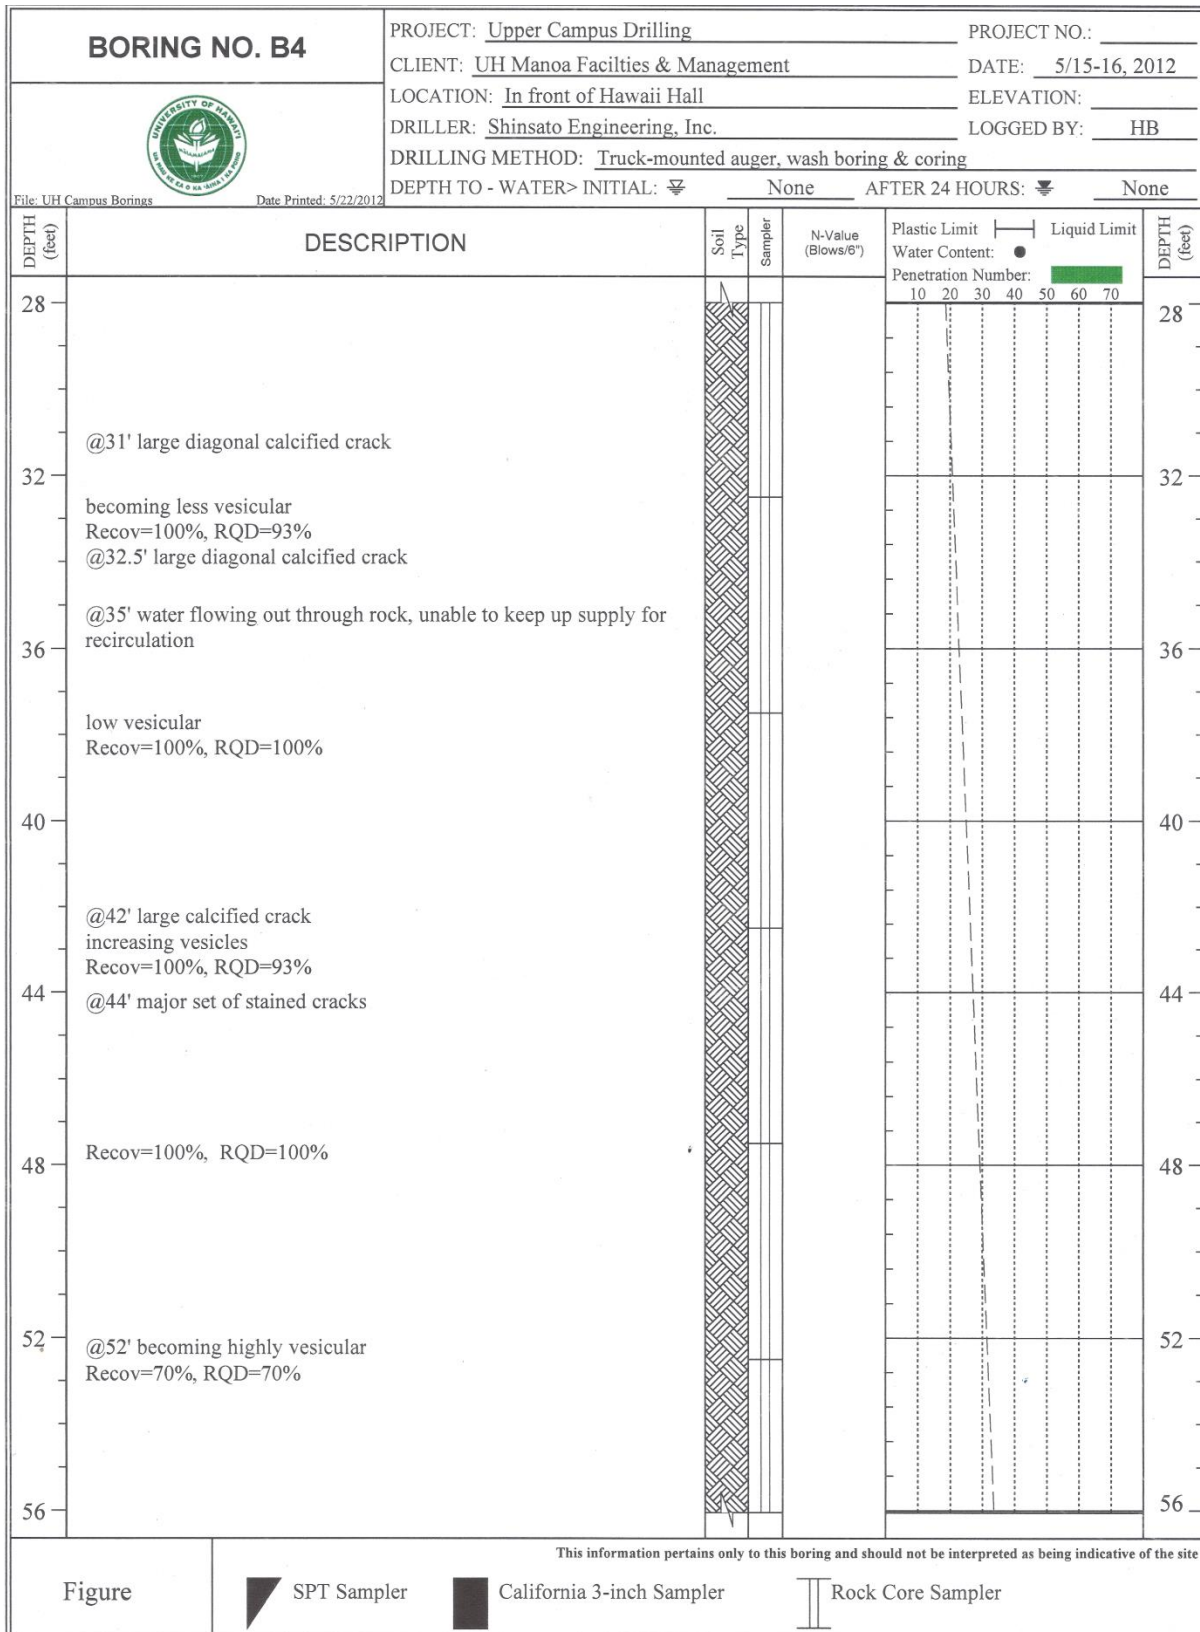 BORING NO. B4
UNIVERSITY OF HAWAI'I
File: UH Campus Borings
Date Printed: 5/22/2012
PROJECT: Upper Campus Drilling
PROJECT NO.:
CLIENT: UH Manoa Facilties & Management
DATE: 5/15-16, 2012
LOCATION: In front of Hawaii Hall
ELEVATION:
DRILLER: Shinsato Engineering, Inc.
LOGGED BY: HB
DRILLING METHOD: Truck-mounted auger, wash boring & coring
DEPTH TO - WATER> INITIAL: None AFTER 24 HOURS: None
DEPTH
(feet)
DESCRIPTION
Soil
Type
Sampler
N-Value
(Blows/6")
Plastic Limit Liquid Limit
Water Content:
Penetration Number:
10 20 30 40 50 60 70
DEPTH
(feet)
28 28
@31' large diagonal calcified crack
32 32
becoming less vesicular
Recov=100%, RQD=93%
@32.5' large diagonal calcified crack
@35' water flowing out through rock, unable to keep up supply for
recirculation
36 36
low vesicular
Recov=100%, RQD=100%
40 40
@42' large calcified crack
increasing vesicles
Recov=100%, RQD=93%
44 44
@44' major set of stained cracks
Recov=100%, RQD=100%
48 48
52 52
@52' becoming highly vesicular
Recov=70%, RQD=70%
56 56
This information pertains only to this boring and should not be interpreted as being indicative of the site
Figure
SPT Sampler
California 3-inch Sampler
Rock Core Sampler